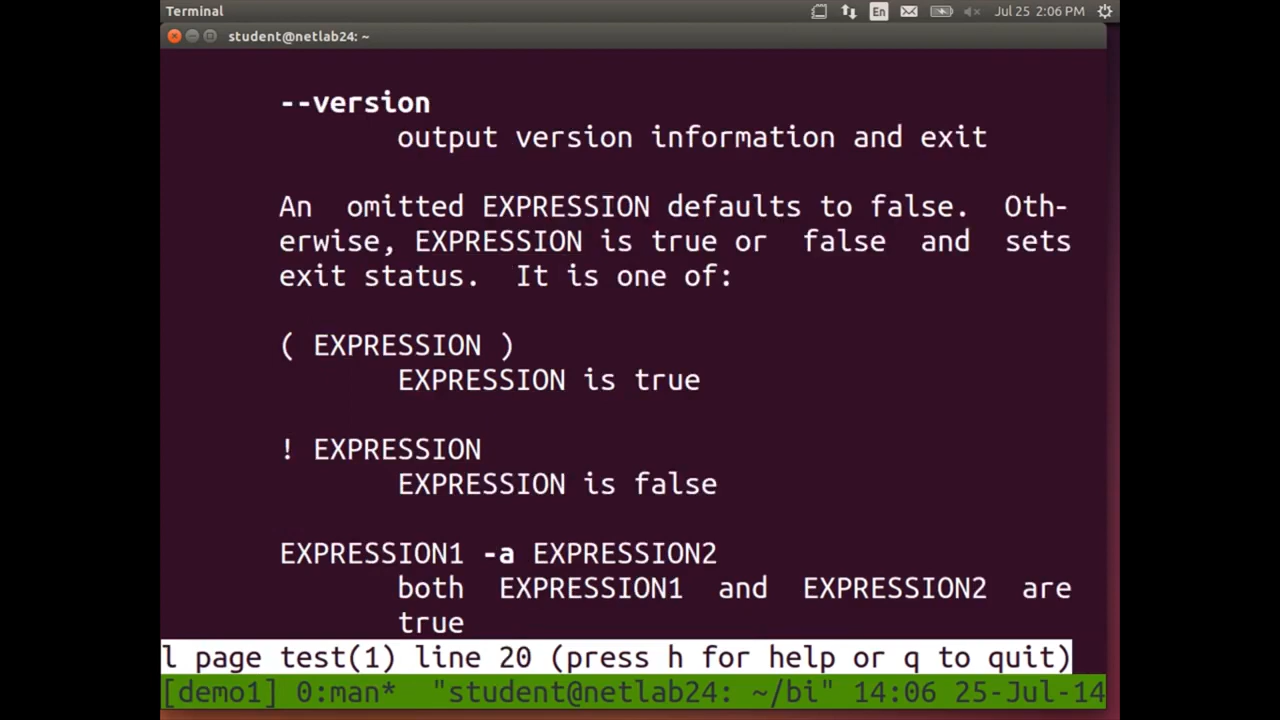 Terminal En Jul 25 2:06 PM
student@netlab24: ~
--version
output version information and exit
An omitted EXPRESSION defaults to false. Oth-
erwise, EXPRESSION is true or false and sets
exit status. It is one of:
( EXPRESSION )
EXPRESSION is true
! EXPRESSION
EXPRESSION is false
EXPRESSION1 -a EXPRESSION2
both EXPRESSION1 and EXPRESSION2 are
true
l page test(1) line 20 (press h for help or q to quit)
[demo1] 0:man* "student@netlab24: ~/bi" 14:06 25-Jul-14